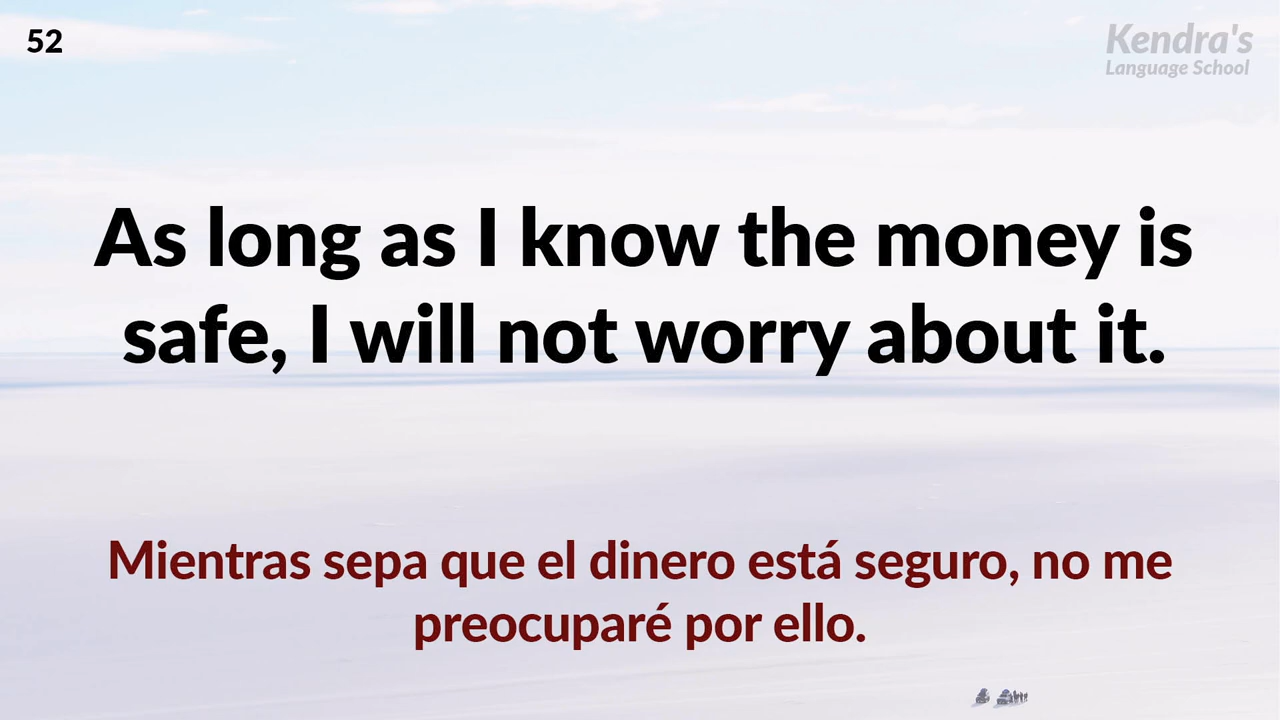 52
Kendra's
Language School
As long as I know the money is
safe, I will not worry about it.
Mientras sepa que el dinero está seguro, no me
preocuparé por ello.